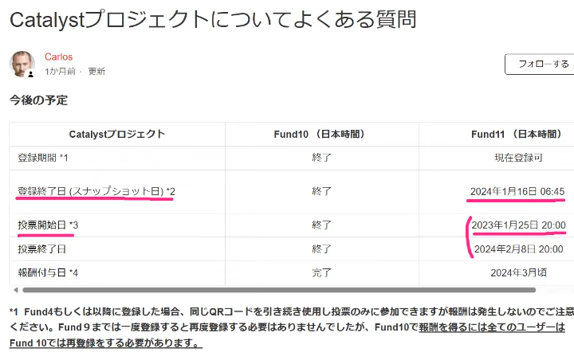 Catalystプロジェクトについてよくある質問
Carlos
1か月前 · 更新
フォローする
今後の予定
Catalystプロジェクト Fund10 （日本時間） Fund11 （日本時間）
登録期間 *1 終了 現在登録可
登録終了日 (スナップショット日) *2 終了 2024年1月16日 06:45
投票開始日 *3 終了 2023年1月25日 20:00
投票終了日 終了 2024年2月8日 20:00
報酬付与日 *4 完了 2024年3月頃
*1 Fund4もしくは以降に登録した場合、同じQRコードを引き続き使用し投票のみに参加できますが報酬は発生しないのでご注意
ください。Fund９までは一度登録すると再度登録する必要はありませんでしたが、Fund10で報酬を得るには全てのユーザーは
Fund 10では再登録をする必要があります。